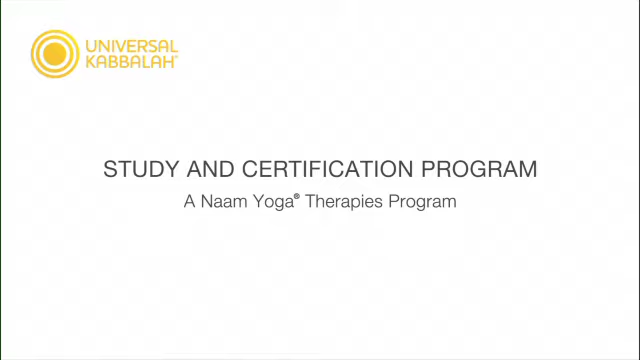 UNIVERSAL
KABBALAH®
STUDY AND CERTIFICATION PROGRAM
A Naam Yoga® Therapies Program